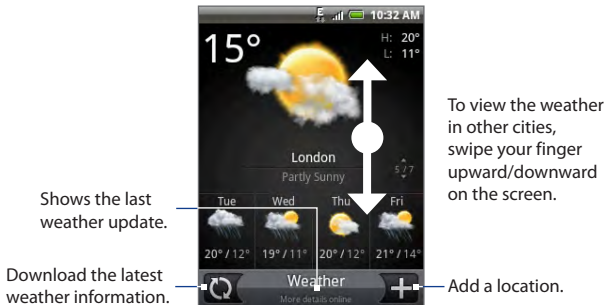 E 10:32 AM
15°
H: 20°
L: 11°
London
Partly Sunny
5 / 7
Tue Wed Thu Fri
20° / 12° 19° / 11° 20° / 12° 21° / 14°
Weather
More details online
To view the weather
in other cities,
swipe your finger
upward/downward
on the screen.
Shows the last
weather update.
Download the latest
weather information.
Add a location.